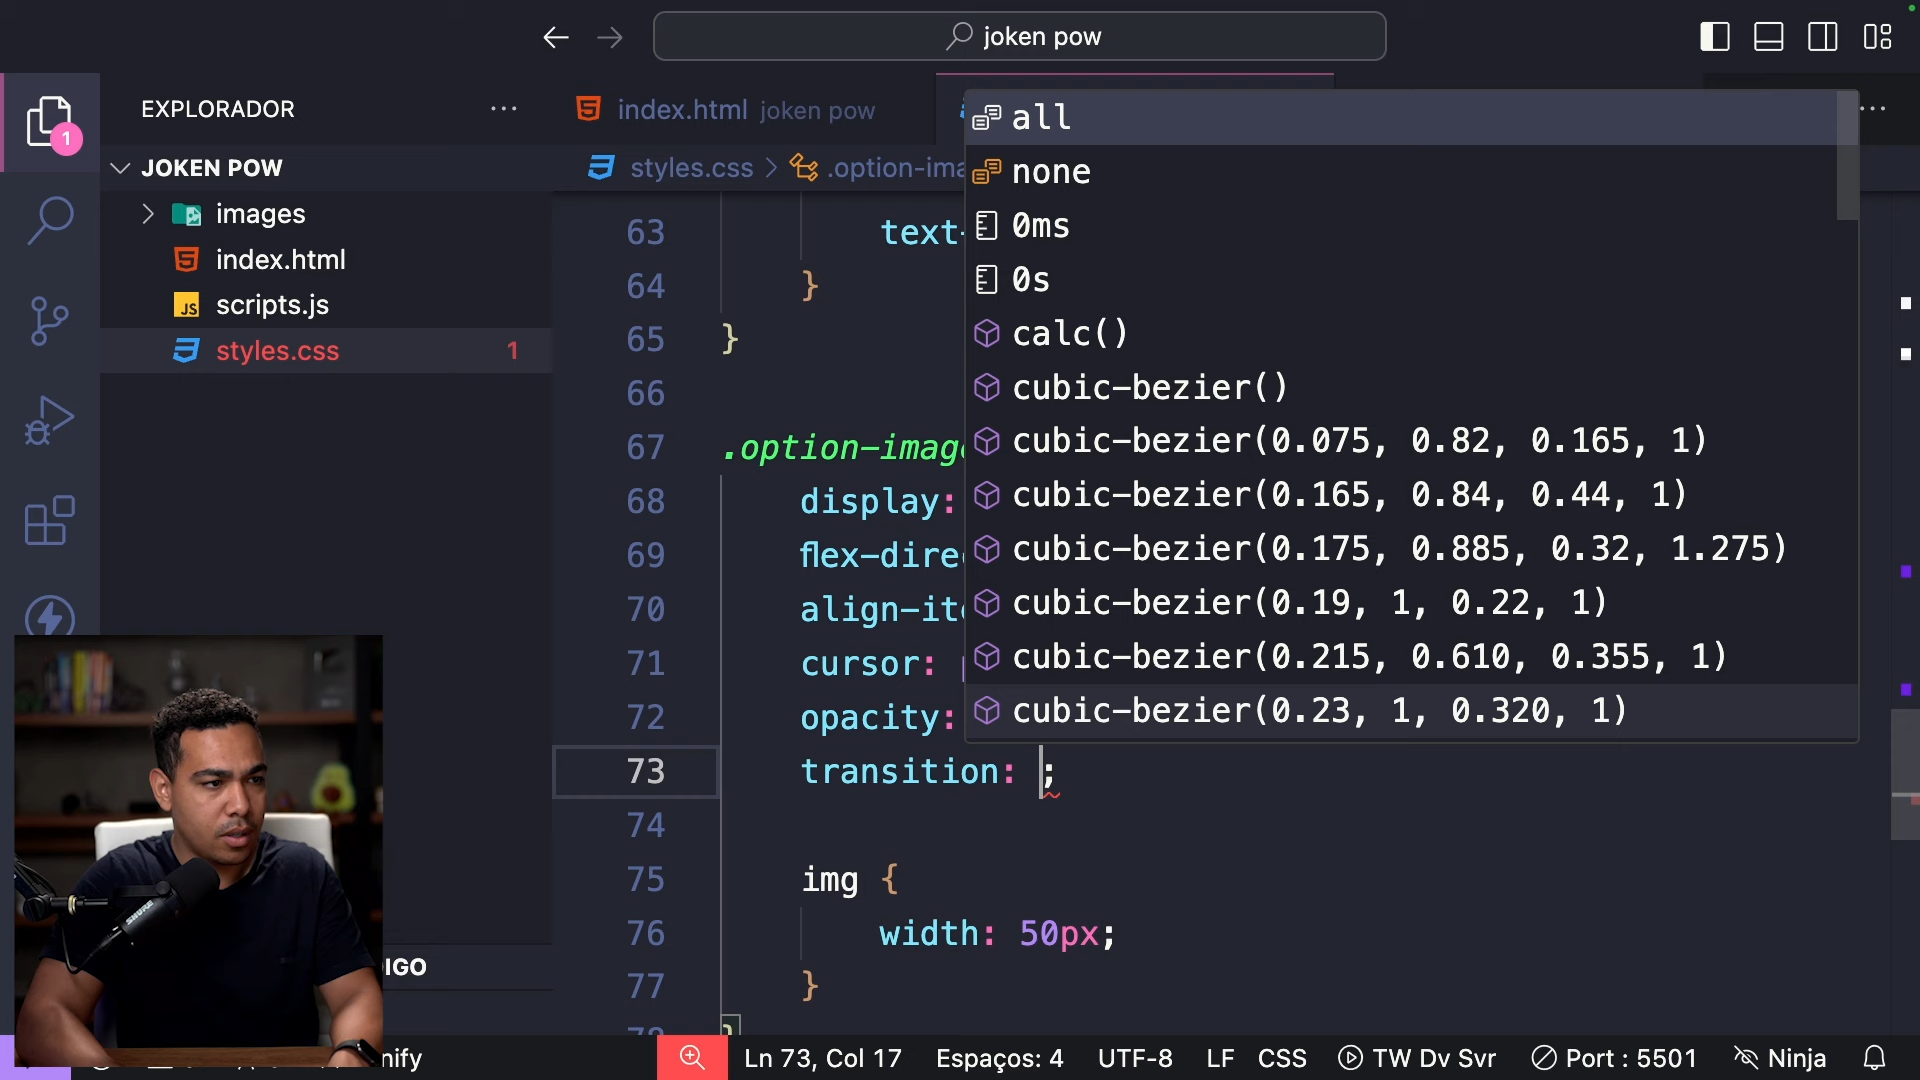 joken pow
EXPLORADOR
index.html joken pow
JOKEN POW
styles.css > .option-ima
images
index.html
JS scripts.js
styles.css 1
1
all
none
0ms
0s
calc()
cubic-bezier()
cubic-bezier(0.075, 0.82, 0.165, 1)
cubic-bezier(0.165, 0.84, 0.44, 1)
cubic-bezier(0.175, 0.885, 0.32, 1.275)
cubic-bezier(0.19, 1, 0.22, 1)
cubic-bezier(0.215, 0.610, 0.355, 1)
cubic-bezier(0.23, 1, 0.320, 1)
63 text-
64 }
65 }
66
67 .option-image
68 display:
69 flex-dire
70 align-ite
71 cursor:
72 opacity:
73 transition: ;
74
75 img {
76 width: 50px;
77 }
78 }
IGO
SHURE
nify
Ln 73, Col 17 Espaços: 4 UTF-8 LF CSS TW Dv Svr Port : 5501 Ninja